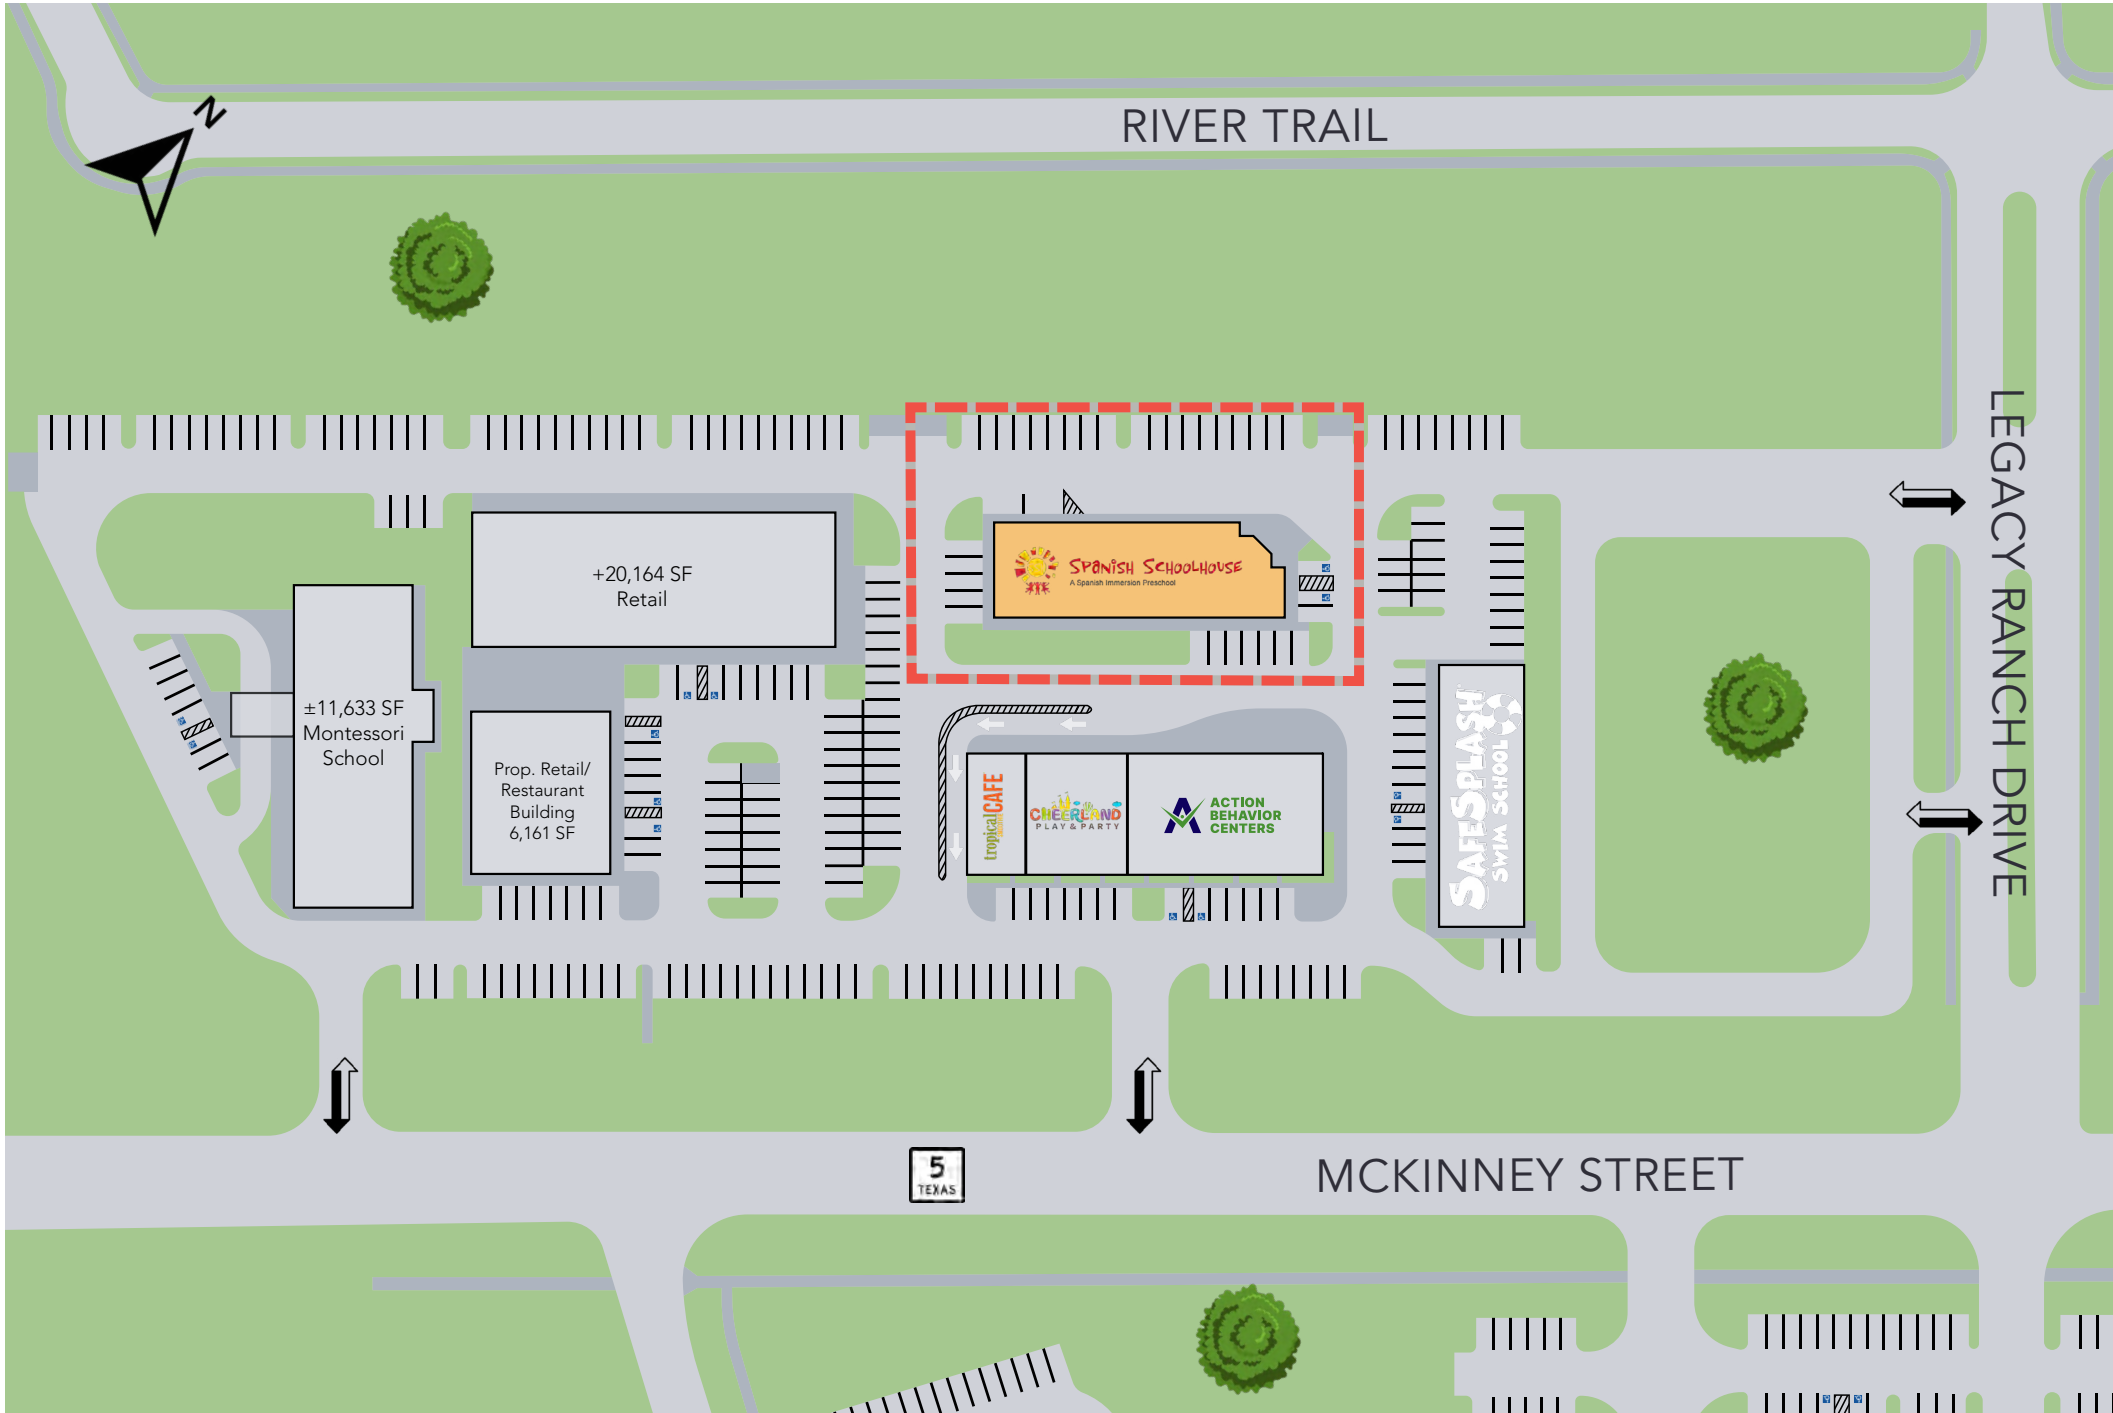 N
RIVER TRAIL
LEGACY RANCH DRIVE
+20,164 SF
Retail
SPANISH SCHOOLHOUSE
A Spanish Immersion Preschool
±11,633 SF
Montessori
School
Prop. Retail/
Restaurant
Building
6,161 SF
tropical CAFE
CHEERLAND
PLAY & PARTY
ACTION
BEHAVIOR
CENTERS
SAFESPLASH
SWIM SCHOOL
5
TEXAS
MCKINNEY STREET